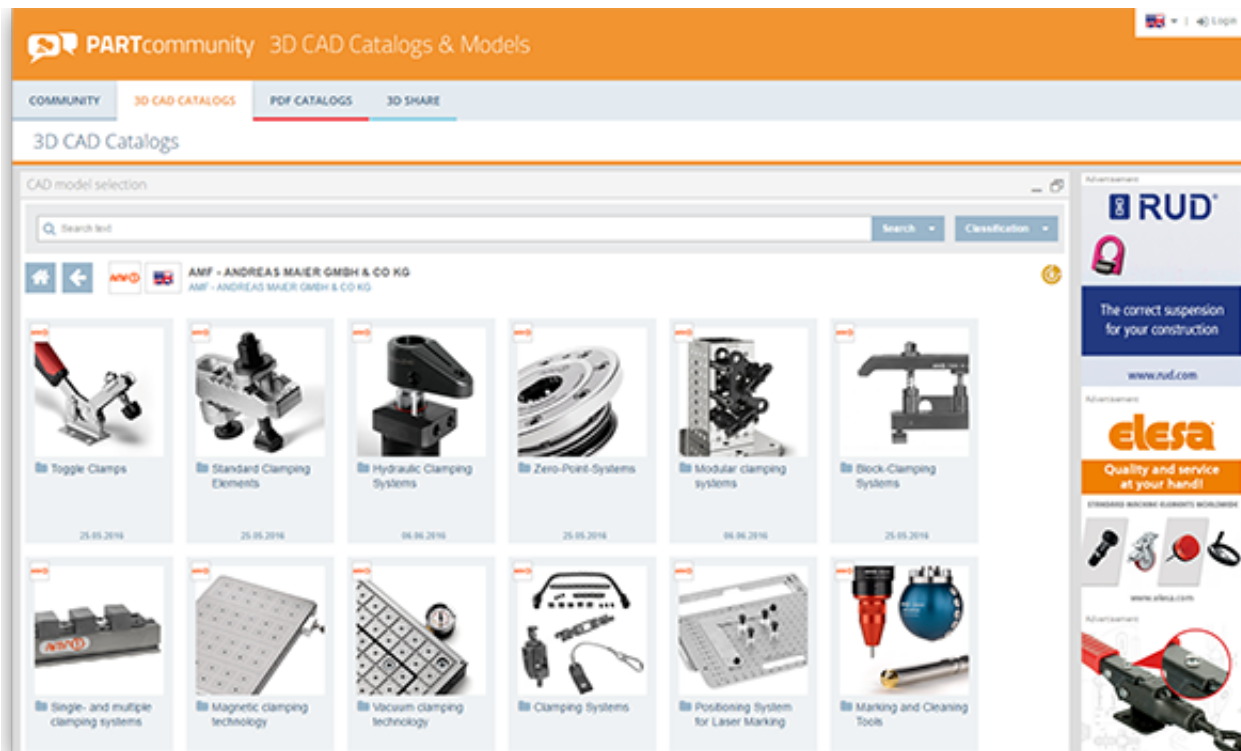 Login
PARTcommunity 3D CAD Catalogs & Models
COMMUNITY 3D CAD CATALOGS PDF CATALOGS 3D SHARE
3D CAD Catalogs
CAD model selection
Search text Search Classification
AMF AMF - ANDREAS MAIER GMBH & CO KG
AMF - ANDREAS MAIER GMBH & CO KG
Toggle Clamps
25.05.2016
Standard Clamping
Elements
25.05.2016
Hydraulic Clamping
Systems
06.06.2016
Zero-Point-Systems
25.05.2016
Modular clamping
systems
06.06.2016
Block-Clamping
Systems
25.05.2016
AMF
Single- and multiple
clamping systems
Magnetic clamping
technology
Vacuum clamping
technology
Clamping Systems
Positioning System
for Laser Marking
Marking and Cleaning
Tools
Advertisement
RUD®
The correct suspension
for your construction
www.rud.com
Advertisement
elesa
Quality and service
at your hand!
STANDARD MACHINE ELEMENTS WORLDWIDE
www.elesa.com
Advertisement